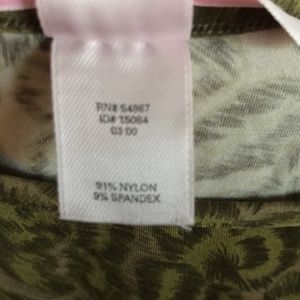 RN# 54867
ID# 15084
03 00
91% NYLON
9% SPANDEX